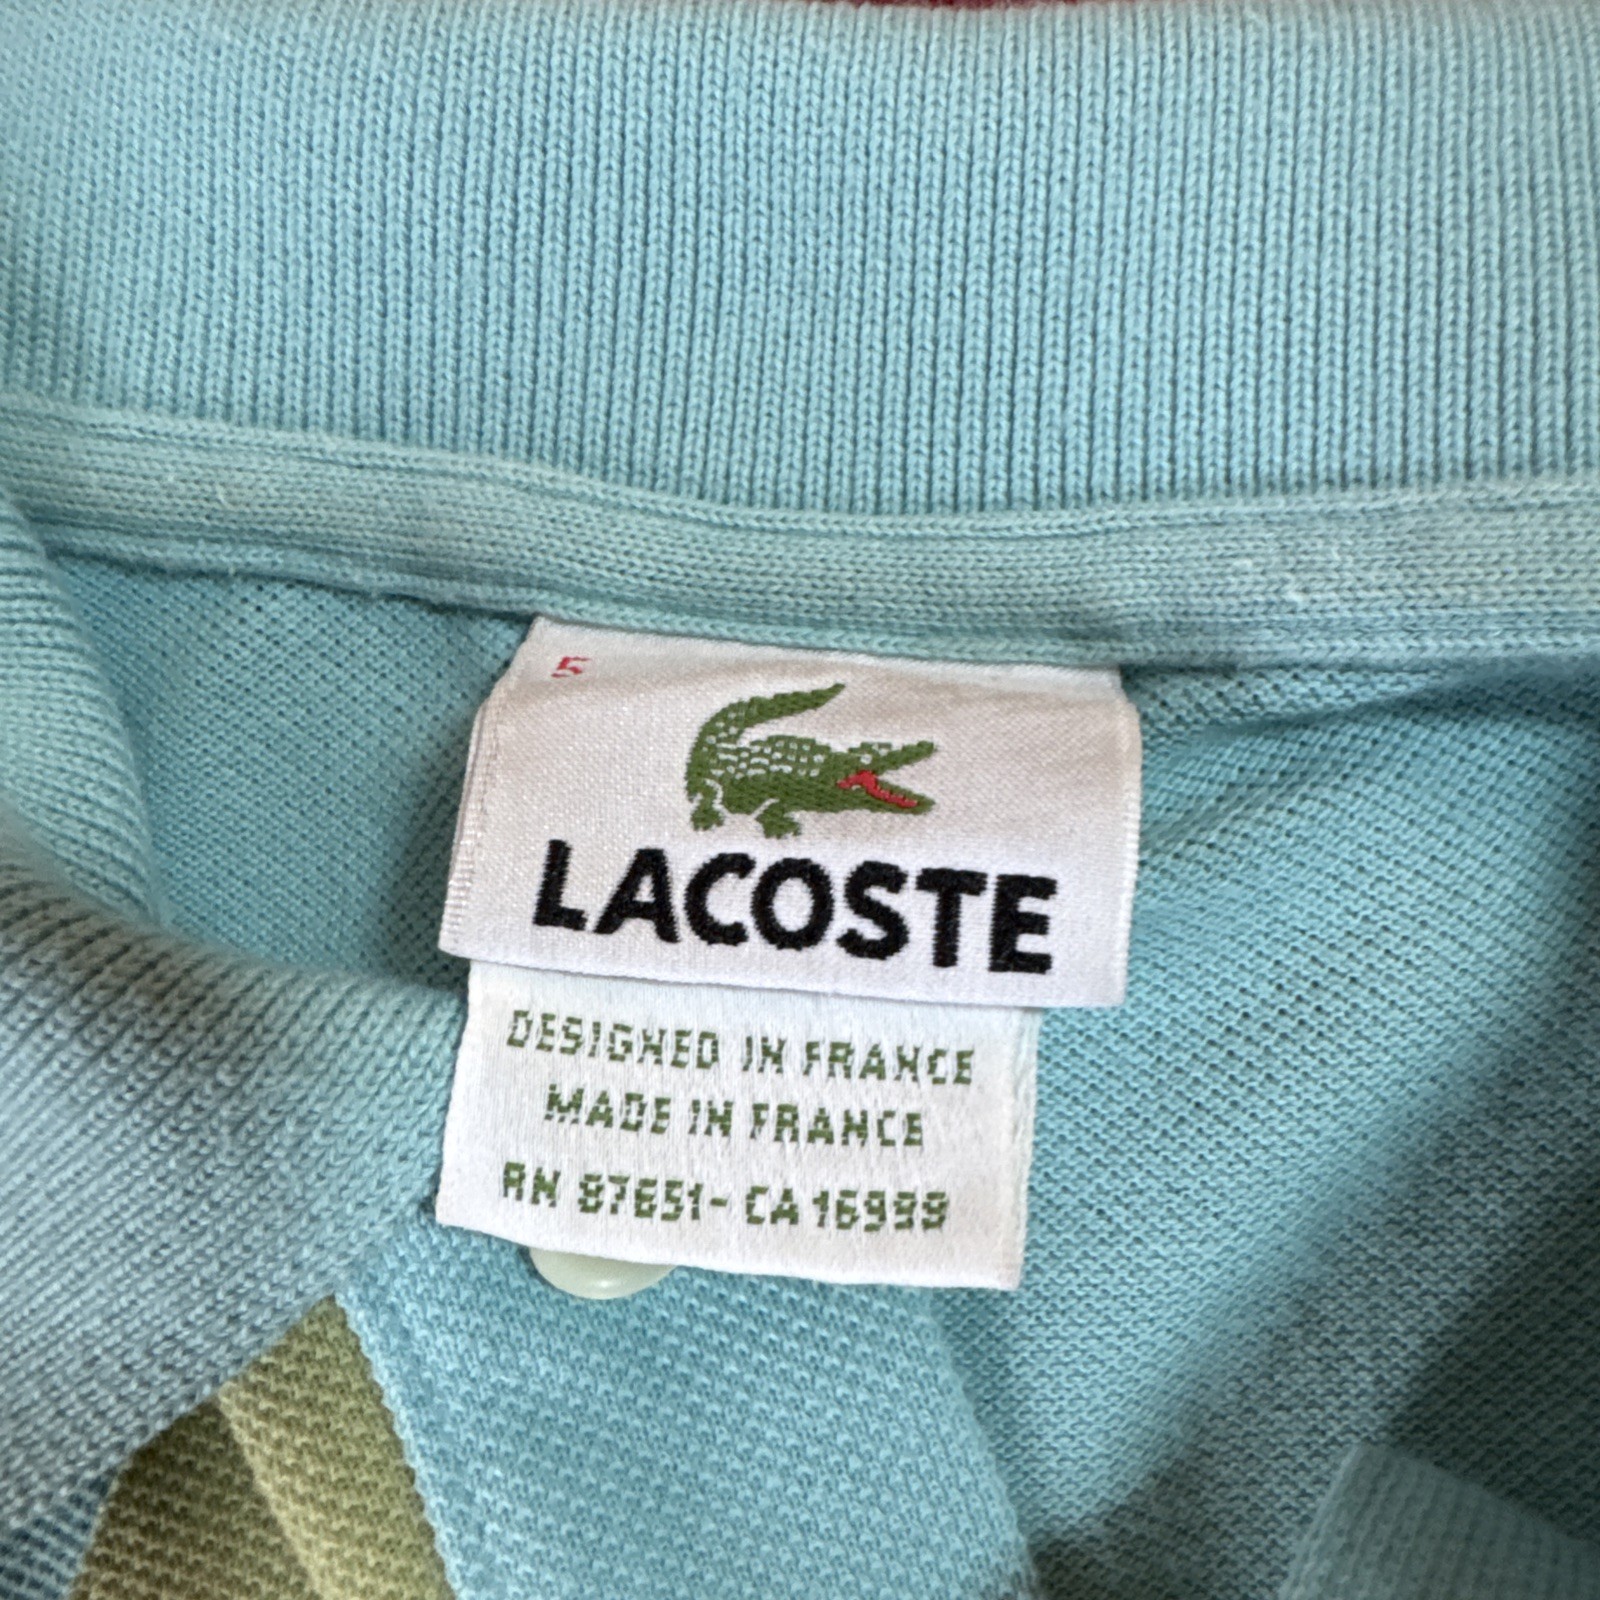 5
LACOSTE
DESIGNED IN FRANCE
MADE IN FRANCE
RN 87651- CA 16999